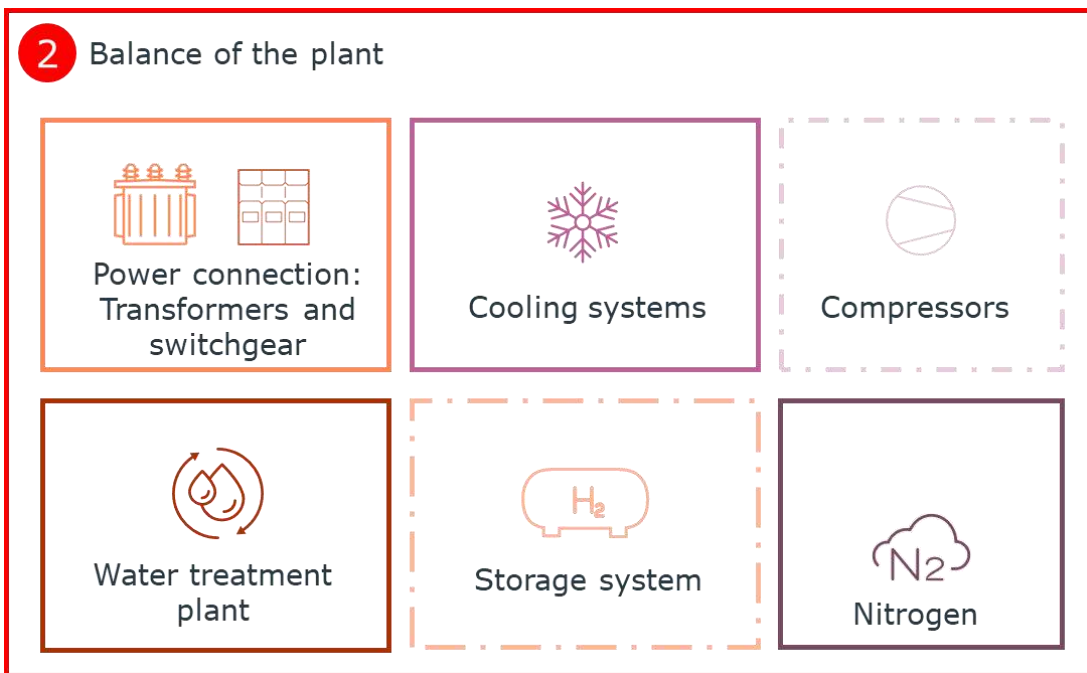 2 Balance of the plant
Power connection:
Transformers and
switchgear
Cooling systems
Compressors
Water treatment
plant
H₂
Storage system
N2
Nitrogen